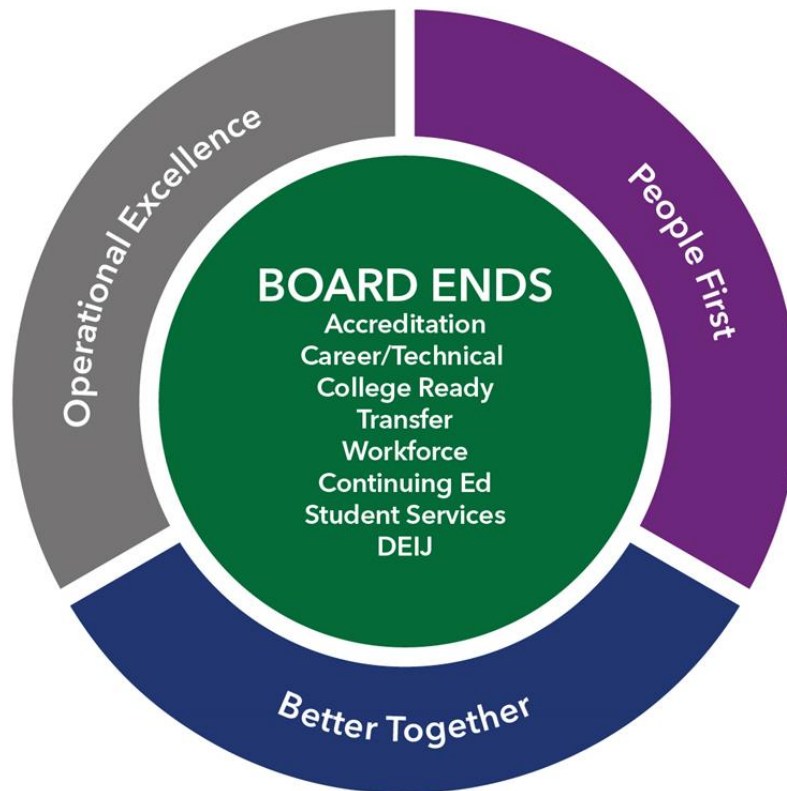 Operational Excellence
People First
BOARD ENDS
Accreditation
Career/Technical
College Ready
Transfer
Workforce
Continuing Ed
Student Services
DEIJ
Better Together